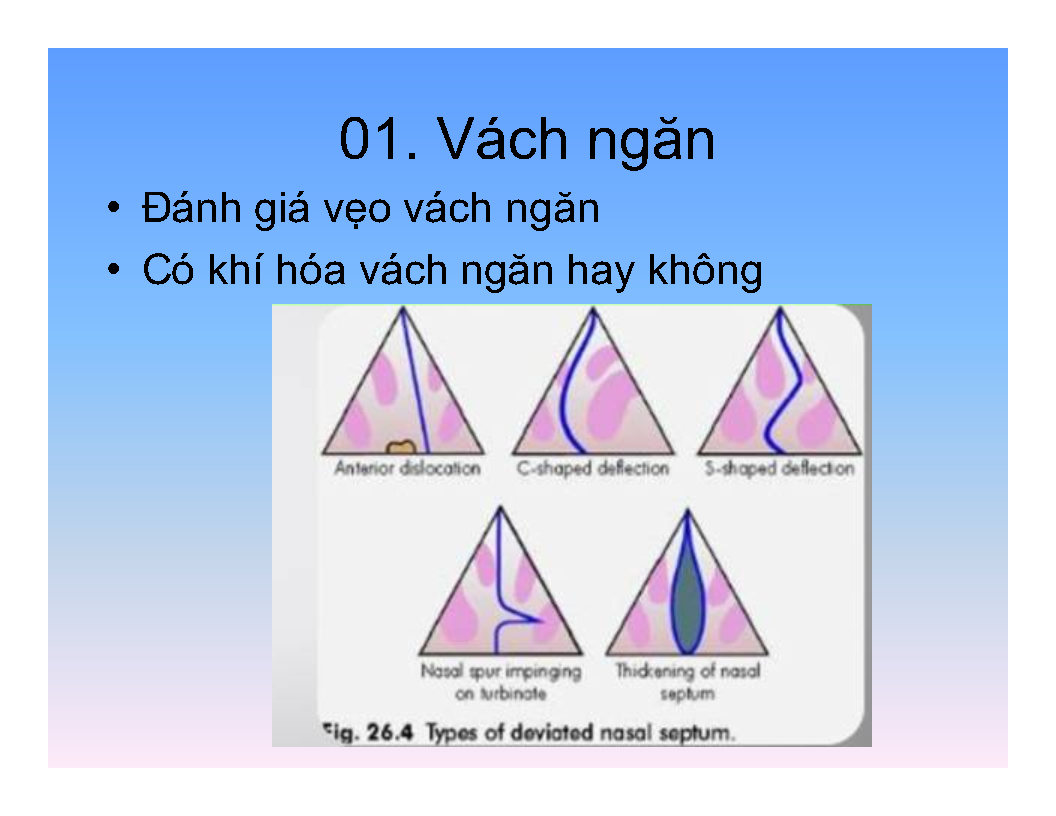 01. Vách ngăn
• Đánh giá vẹo vách ngăn
• Có khí hóa vách ngăn hay không
Anterior dislocation
C-shaped deflection
S-shaped deflection
Nasal spur impinging
on turbinate
Thickening of nasal
septum
Fig. 26.4 Types of deviated nasal septum.